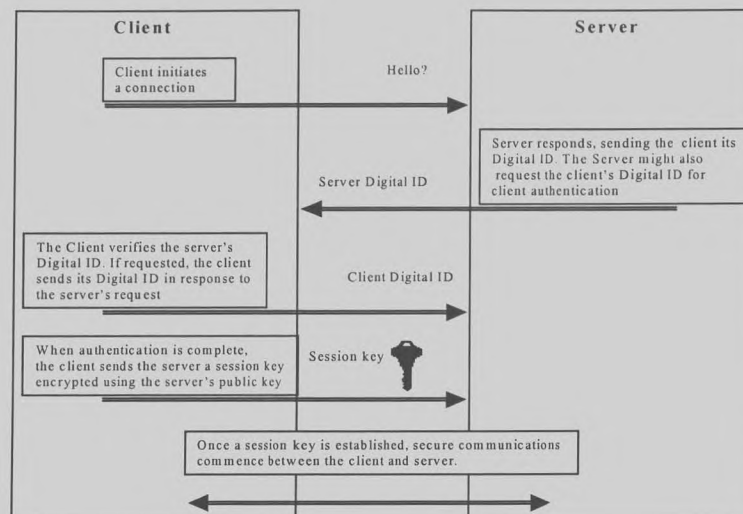 Client
Server
Client initiates
a connection
Hello?
Server responds, sending the client its
Digital ID. The Server might also
request the client's Digital ID for
client authentication
Server Digital ID
The Client verifies the server's
Digital ID. If requested, the client
sends its Digital ID in response to
the server's request
Client Digital ID
When authentication is complete,
the client sends the server a session key
encrypted using the server's public key
Session key
Once a session key is established, secure communications
commence between the client and server.